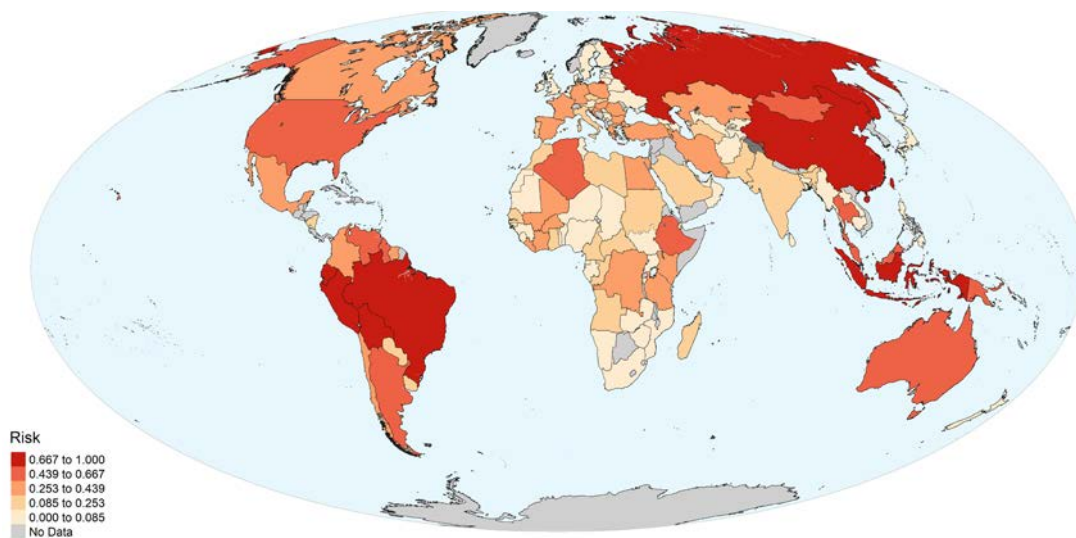 Risk
0.667 to 1.000
0.439 to 0.667
0.253 to 0.439
0.085 to 0.253
0.000 to 0.085
No Data